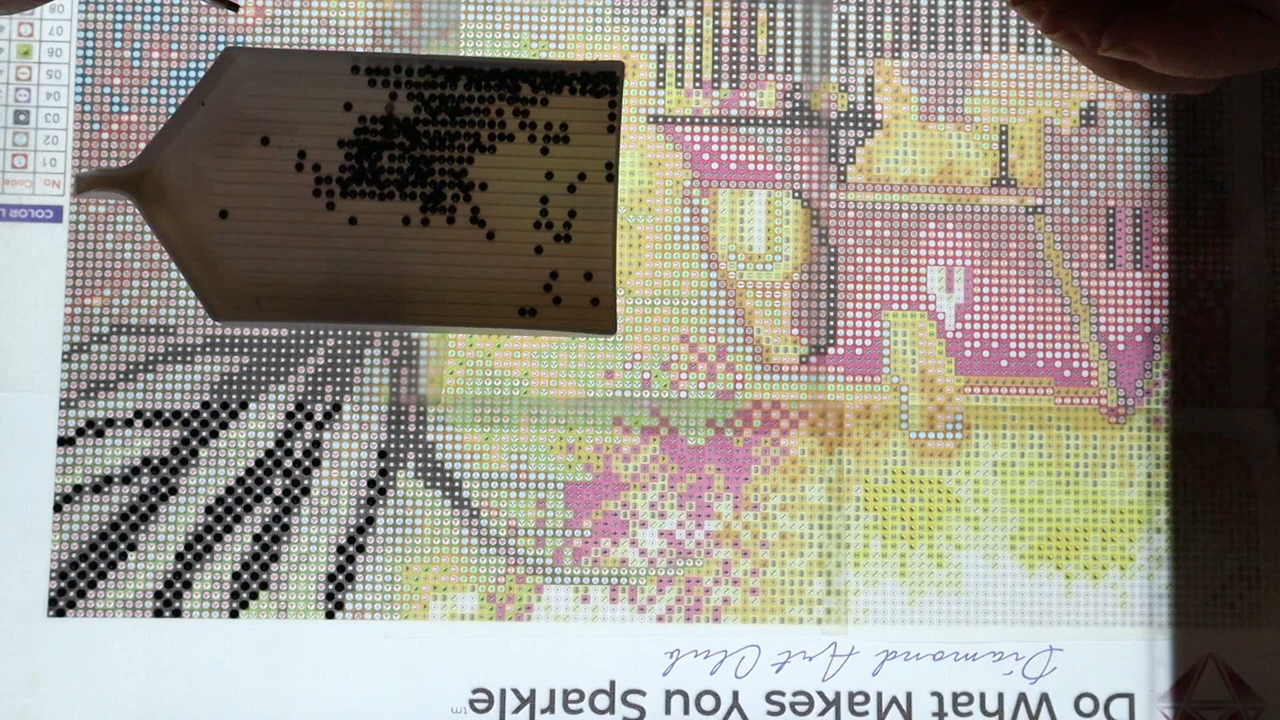 Do What Makes You Sparkle™
Diamond Art Club
COLOR L
No Code
01
02
03
04
05
06
07
08